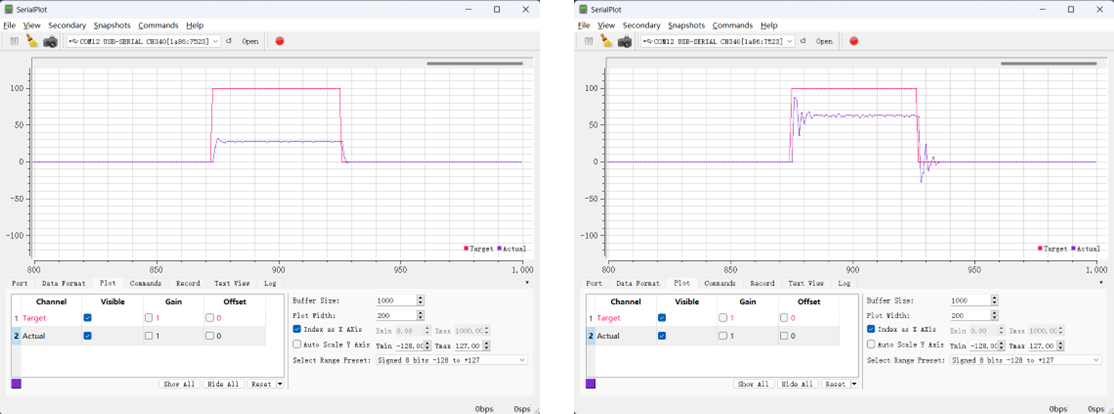 SerialPlot
File View Secondary Snapshots Commands Help
COM12 USB-SERIAL CH340[1a86:7523] Open
100
50
0
-50
-100
Target Actual
800 850 900 950 1,000
Port Data Format Plot Commands Record Text View Log
Channel Visible Gain Offset
1 Target 1 0
2 Actual 1 0
Show All Hide All Reset
Buffer Size: 1000
Plot Width: 200
Index as X AXis Xmin 0.00 Xmax 1000.00
Auto Scale Y Axis Ymin -128.00 Ymax 127.00
Select Range Preset: Signed 8 bits -128 to +127
0bps 0sps
SerialPlot
File View Secondary Snapshots Commands Help
COM12 USB-SERIAL CH340[1a86:7523] Open
100
50
0
-50
-100
Target Actual
800 850 900 950 1,000
Port Data Format Plot Commands Record Text View Log
Channel Visible Gain Offset
1 Target 1 0
2 Actual 1 0
Show All Hide All Reset
Buffer Size: 1000
Plot Width: 200
Index as X AXis Xmin 0.00 Xmax 1000.00
Auto Scale Y Axis Ymin -128.00 Ymax 127.00
Select Range Preset: Signed 8 bits -128 to +127
0bps 0sps